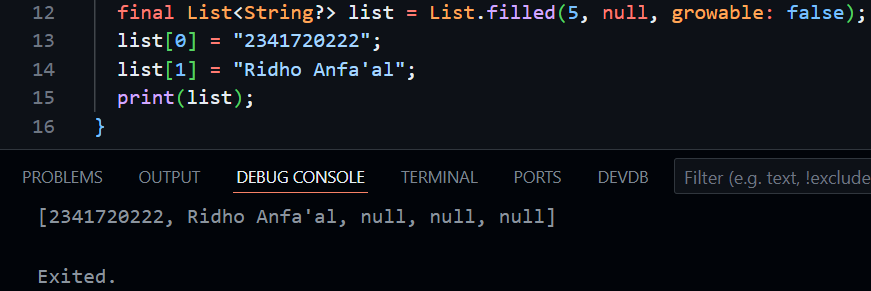 12 final List<String?> list = List.filled(5, null, growable: false);
13 list[0] = "2341720222";
14 list[1] = "Ridho Anfa'al";
15 print(list);
16 }
PROBLEMS OUTPUT DEBUG CONSOLE TERMINAL PORTS DEVDB Filter (e.g. text, !exclude
[2341720222, Ridho Anfa'al, null, null, null]
Exited.